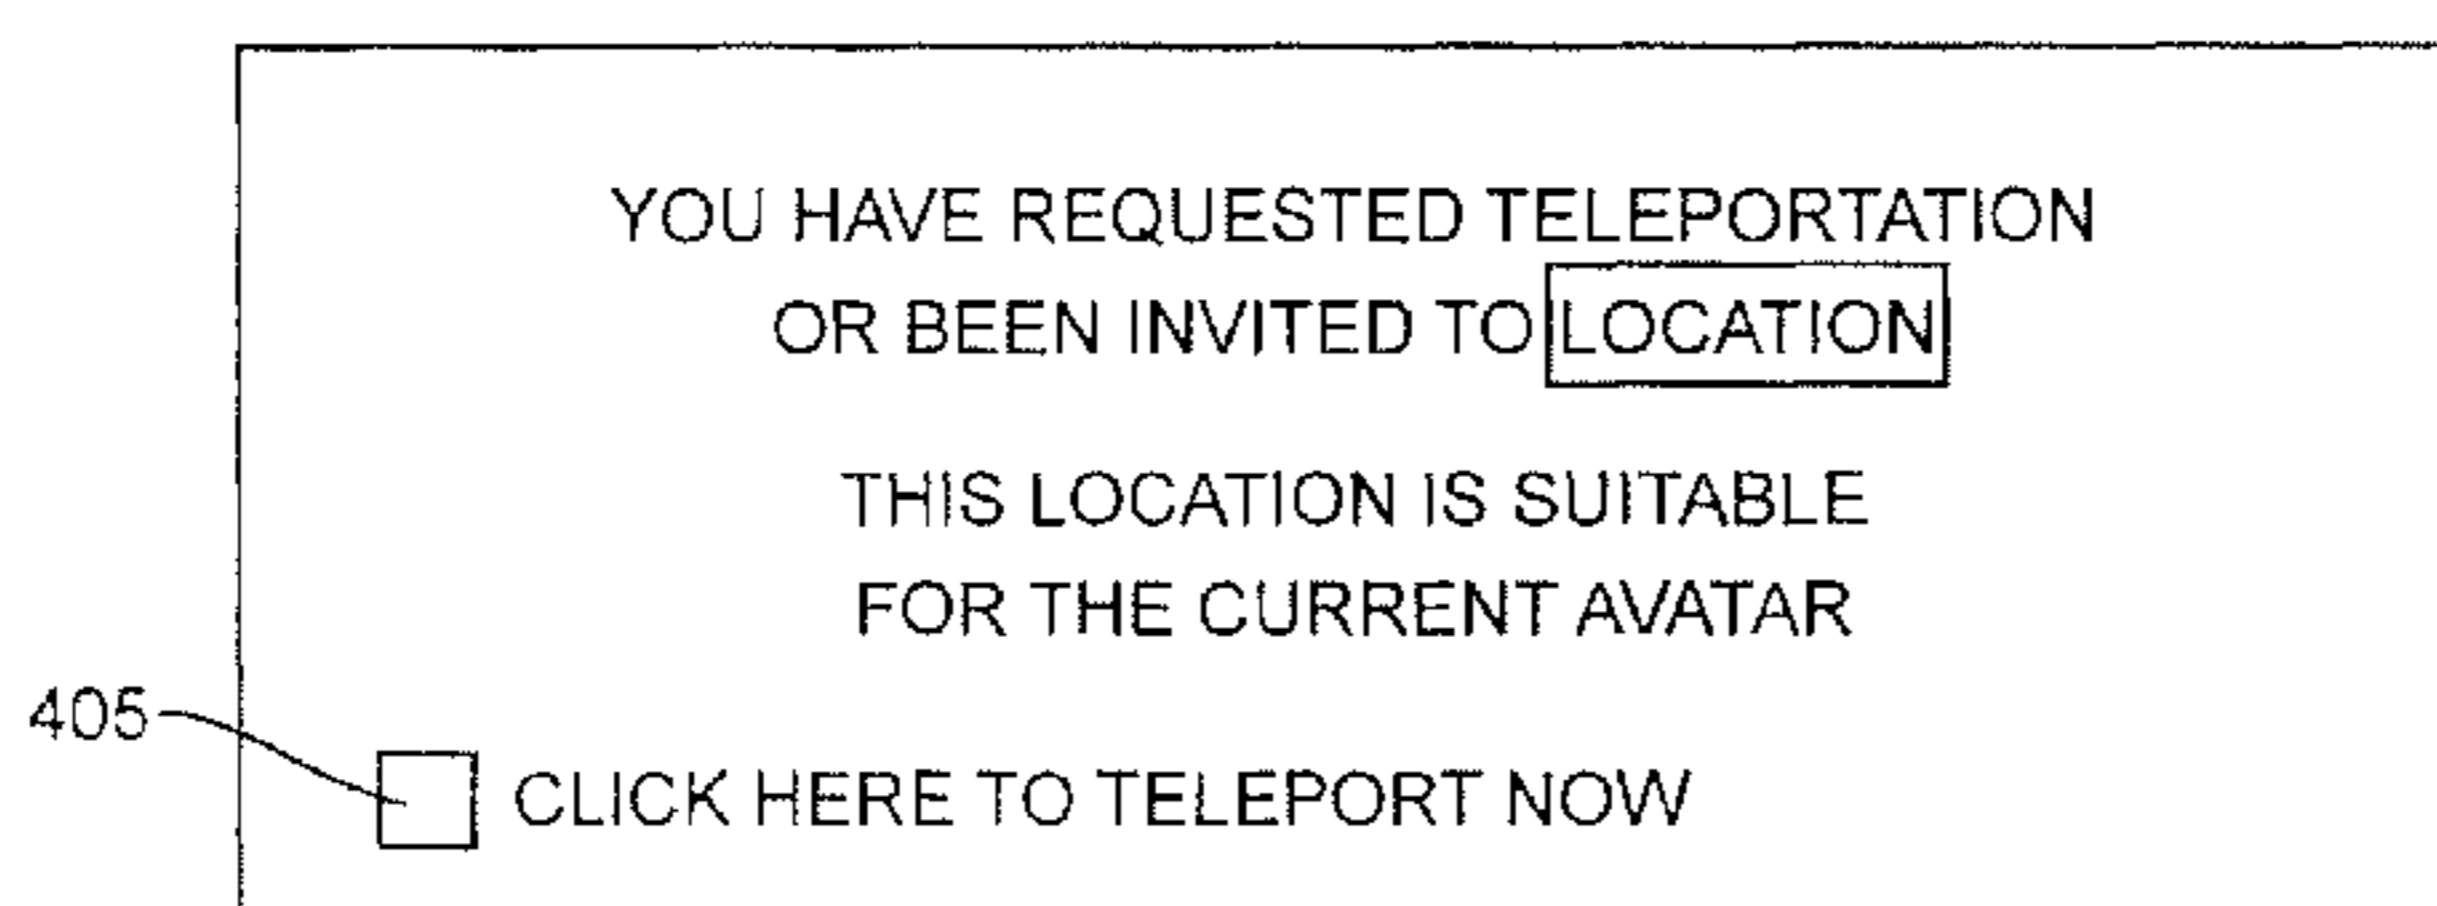 YOU HAVE REQUESTED TELEPORTATION
OR BEEN INVITED TO LOCATION
THIS LOCATION IS SUITABLE
FOR THE CURRENT AVATAR
405
CLICK HERE TO TELEPORT NOW